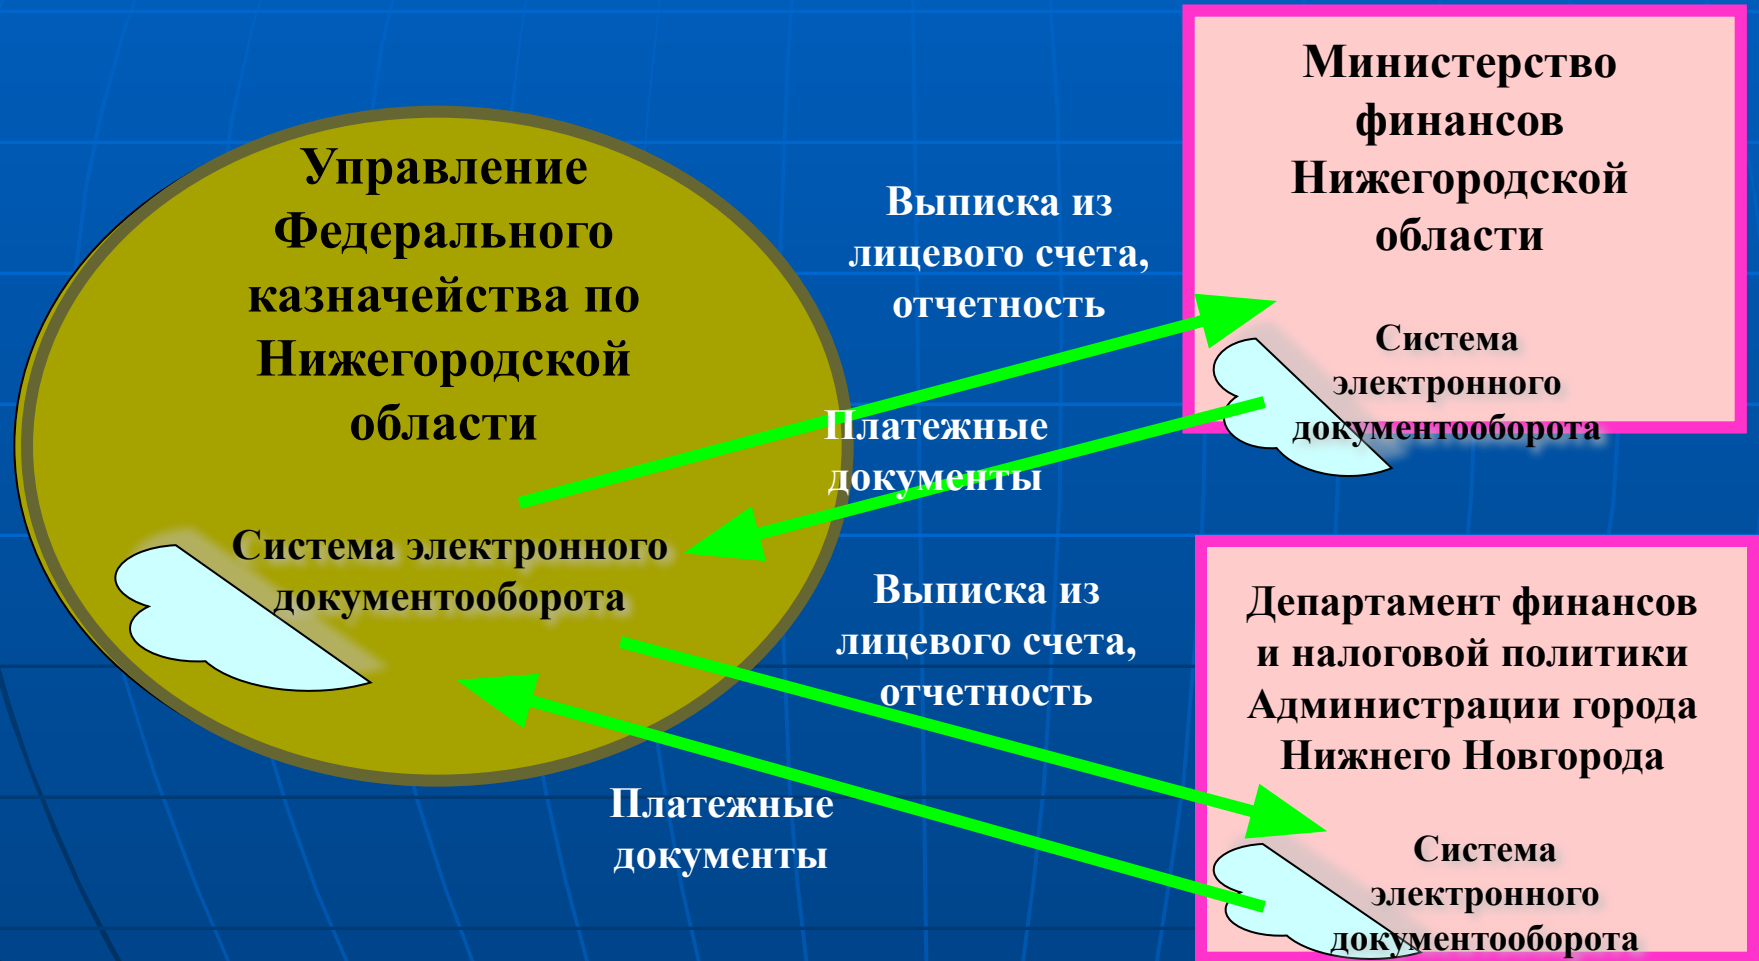 Управление
Федерального
казначейства по
Нижегородской
области
Система электронного
документооборота
Выписка из
лицевого счета,
отчетность
Платежные
документы
Министерство
финансов
Нижегородской
области
Система
электронного
документооборота
Выписка из
лицевого счета,
отчетность
Платежные
документы
Департамент финансов
и налоговой политики
Администрации города
Нижнего Новгорода
Система
электронного
документооборота